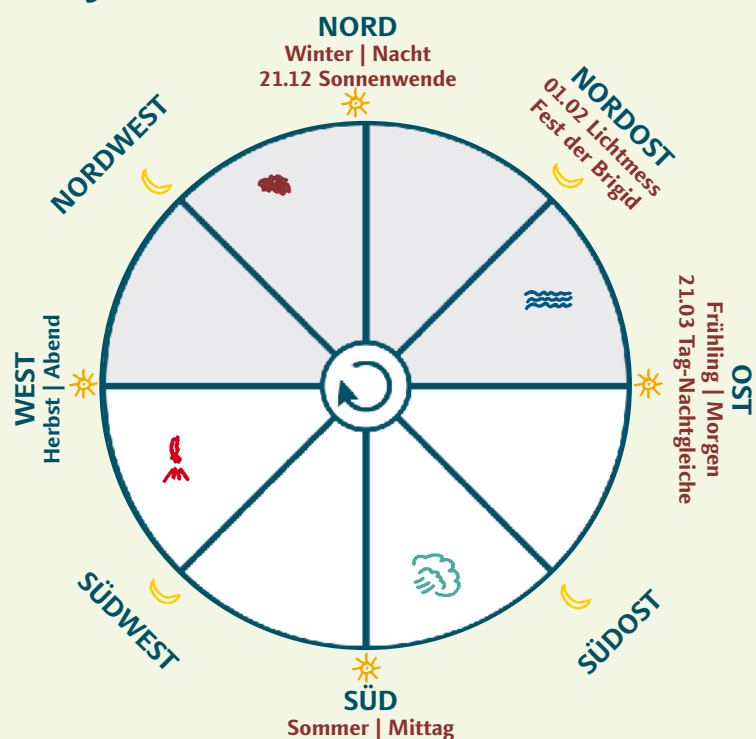 NORD
Winter | Nacht
21.12 Sonnenwende
NORDOST
01.02 Lichtmess
Fest der Brigid
NORDWEST
OST
Frühling | Morgen
21.03 Tag-Nachtgleiche
WEST
Herbst | Abend
SÜDWEST
SÜDOST
SÜD
Sommer | Mittag